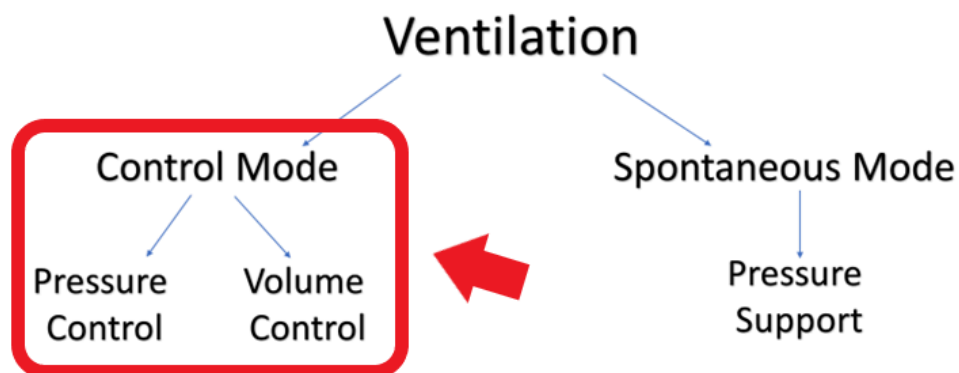 Ventilation
Control Mode
Spontaneous Mode
Pressure
Control
Volume
Control
Pressure
Support